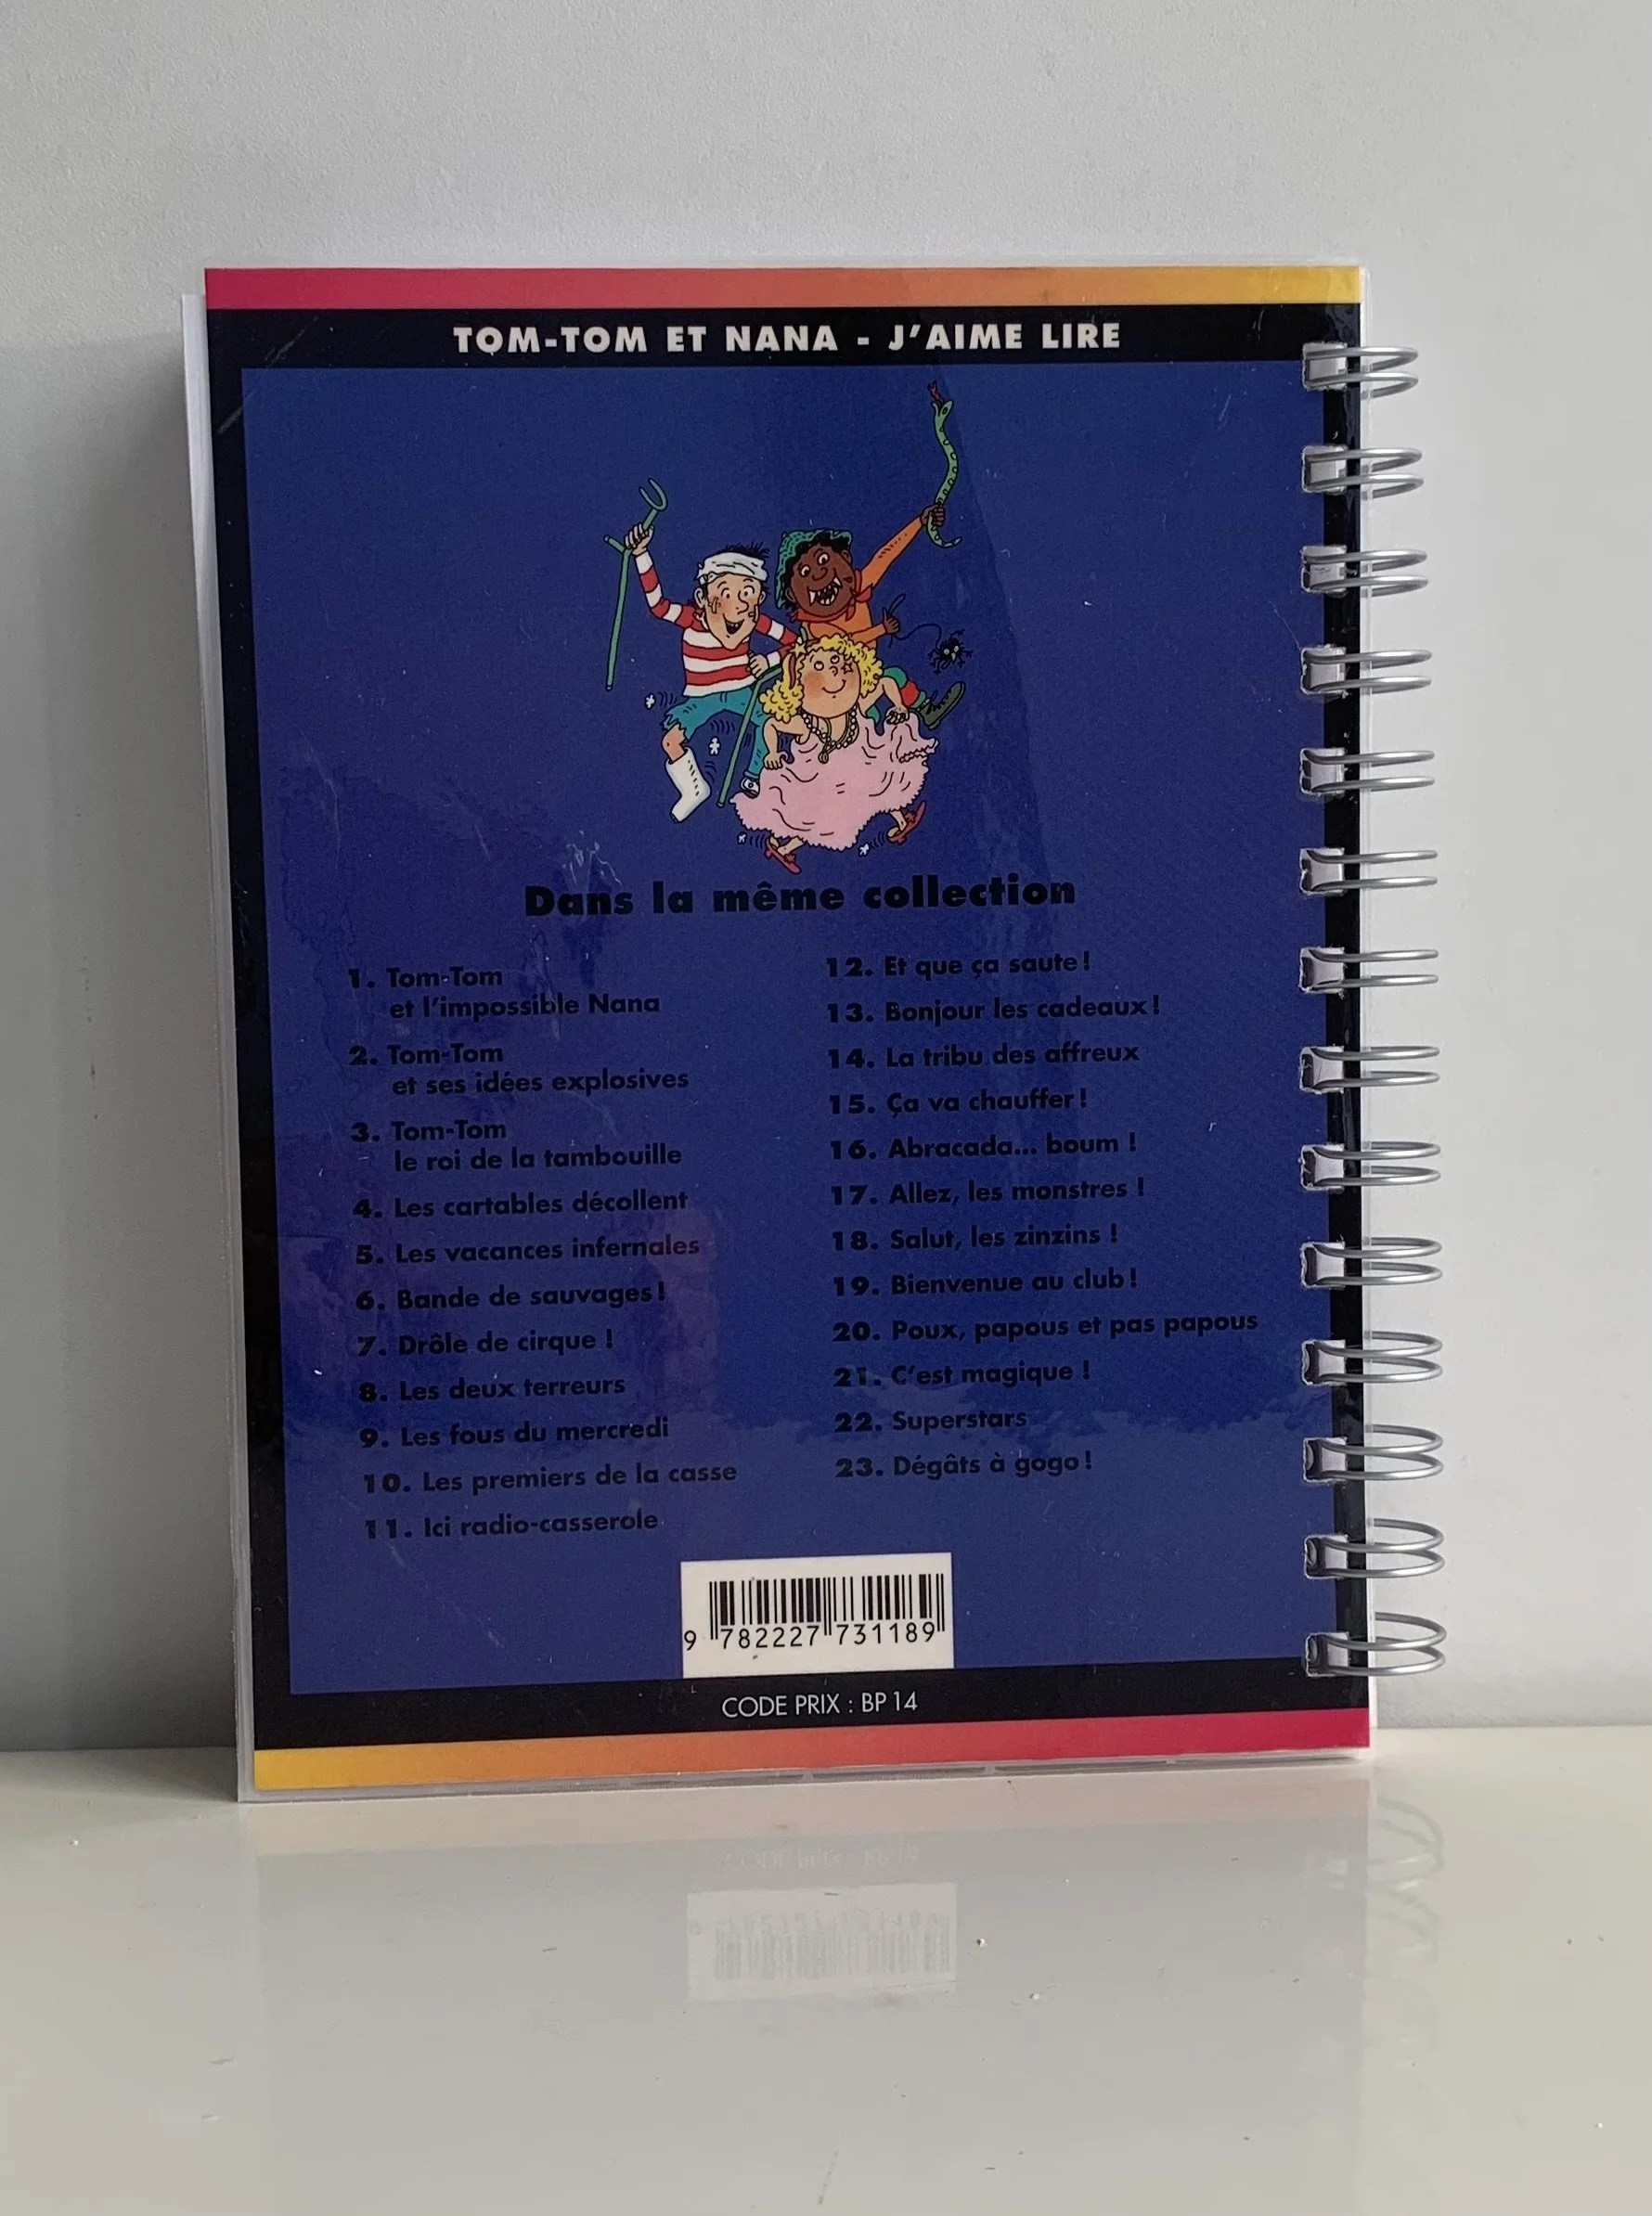 TOM-TOM ET NANA - J'AIME LIRE
Dans la même collection
1. Tom-Tom
et l'impossible Nana
2. Tom-Tom
et ses idées explosives
3. Tom-Tom
le roi de la tambouille
4. Les cartables décollent
5. Les vacances infernales
6. Bande de sauvages!
7. Drôle de cirque !
8. Les deux terreurs
9. Les fous du mercredi
10. Les premiers de la casse
11. Ici radio-casserole
12. Et que ça saute!
13. Bonjour les cadeaux!
14. La tribu des affreux
15. Ça va chauffer!
16. Abracada... boum !
17. Allez, les monstres !
18. Salut, les zinzins !
19. Bienvenue au club!
20. Poux, papous et pas papous
21. C'est magique !
22. Superstars
23. Dégâts à gogo!
9 782227 731189
CODE PRIX : BP 14